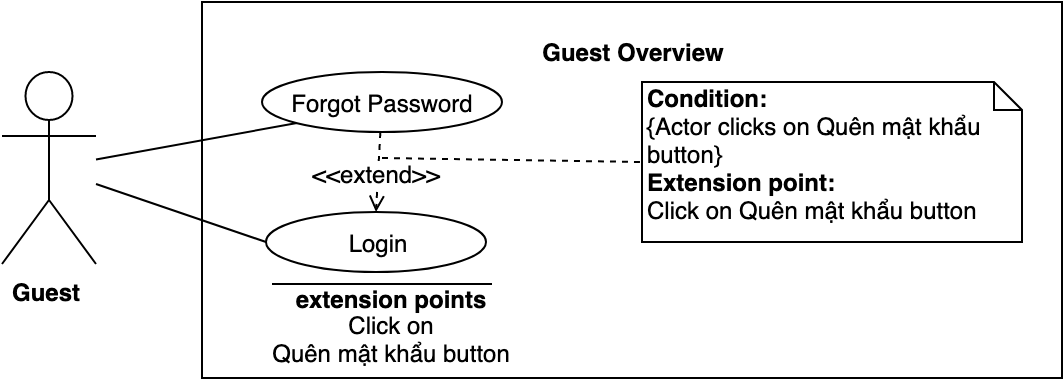 Guest Overview
Forgot Password
Condition:
{Actor clicks on Quên mật khẩu
button}
<<extend>>
Extension point:
Click on Quên mật khẩu button
Login
Guest
extension points
Click on
Quên mật khẩu button